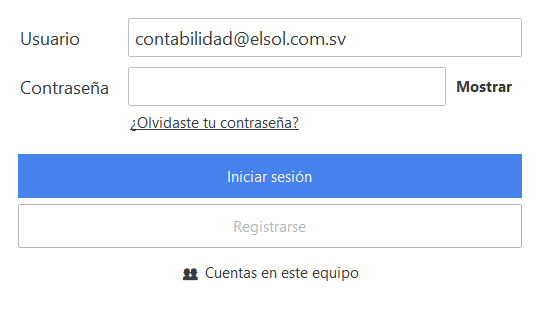 Usuario contabilidad@elsol.com.sv
Contraseña Mostrar
¿Olvidaste tu contraseña?
Iniciar sesión
Registrarse
Cuentas en este equipo